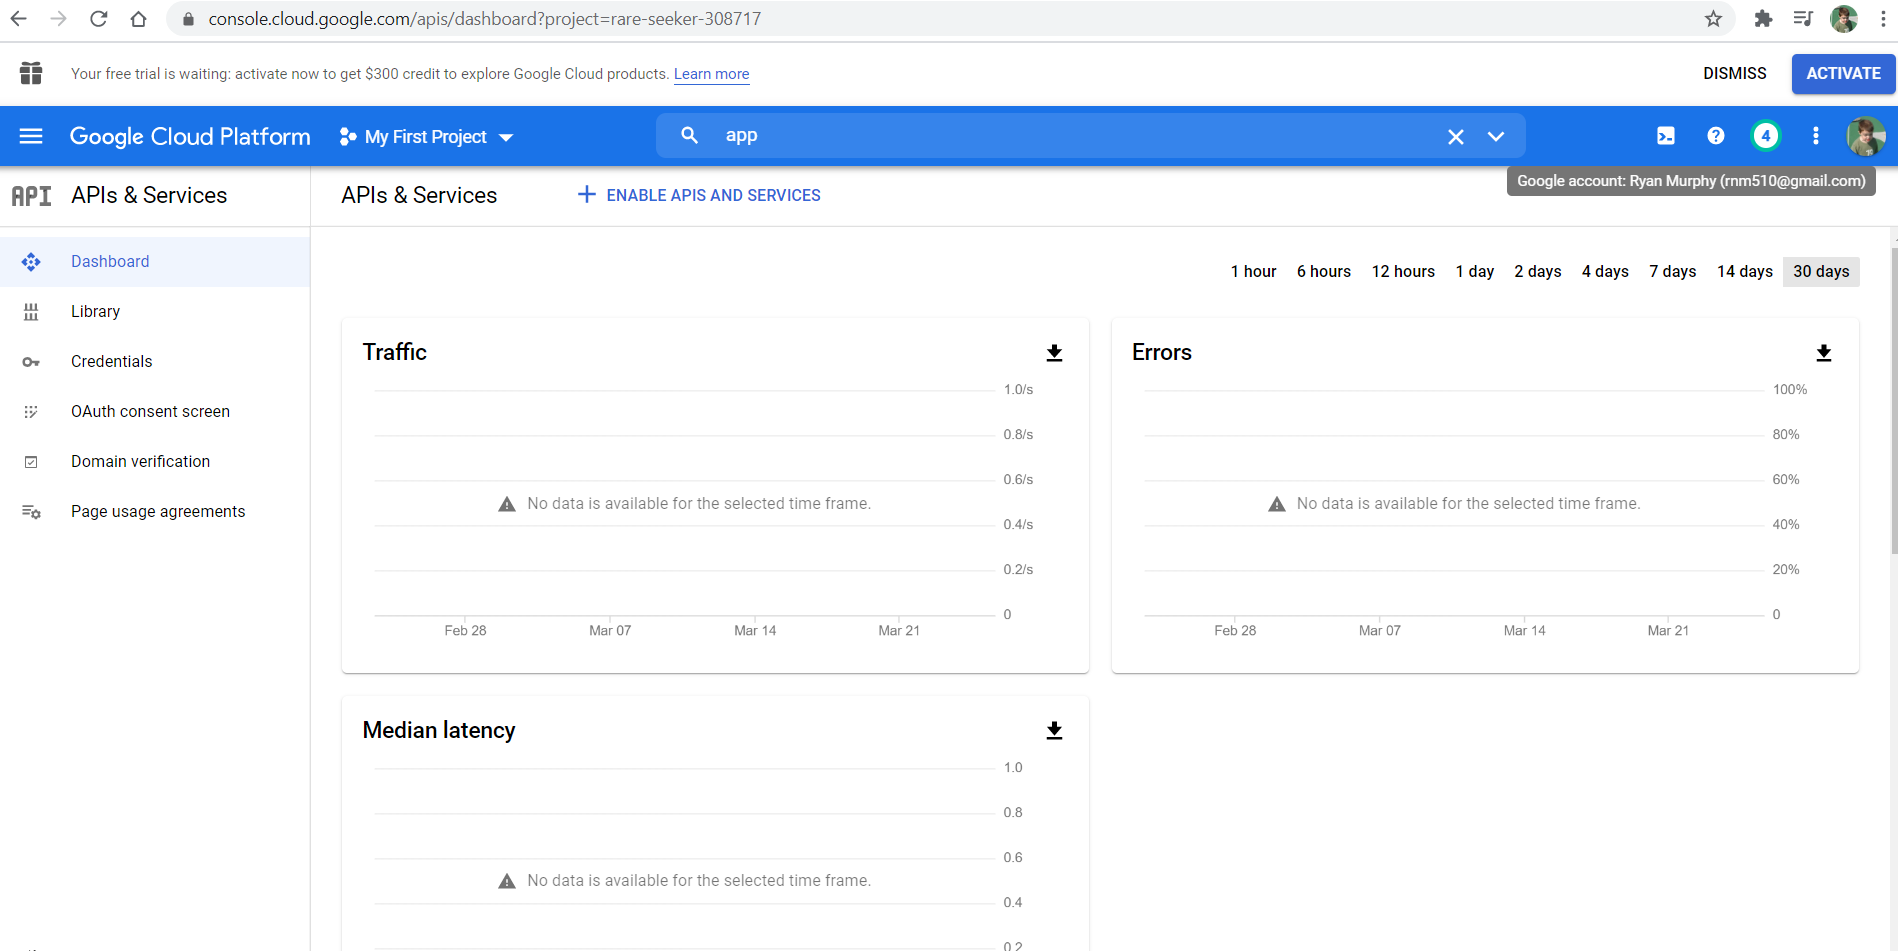 console.cloud.google.com/apis/dashboard?project=rare-seeker-308717
Your free trial is waiting: activate now to get $300 credit to explore Google Cloud products. Learn more
DISMISS
ACTIVATE
Google Cloud Platform
My First Project
app
4
Google account: Ryan Murphy (rnm510@gmail.com)
API
APIs & Services
APIs & Services
ENABLE APIS AND SERVICES
Dashboard
Library
Credentials
OAuth consent screen
Domain verification
Page usage agreements
1 hour 6 hours 12 hours 1 day 2 days 4 days 7 days 14 days 30 days
Traffic
1.0/s
0.8/s
0.6/s
No data is available for the selected time frame.
0.4/s
0.2/s
0
Feb 28 Mar 07 Mar 14 Mar 21
Errors
100%
80%
60%
No data is available for the selected time frame.
40%
20%
0
Feb 28 Mar 07 Mar 14 Mar 21
Median latency
1.0
0.8
0.6
No data is available for the selected time frame.
0.4
0.2